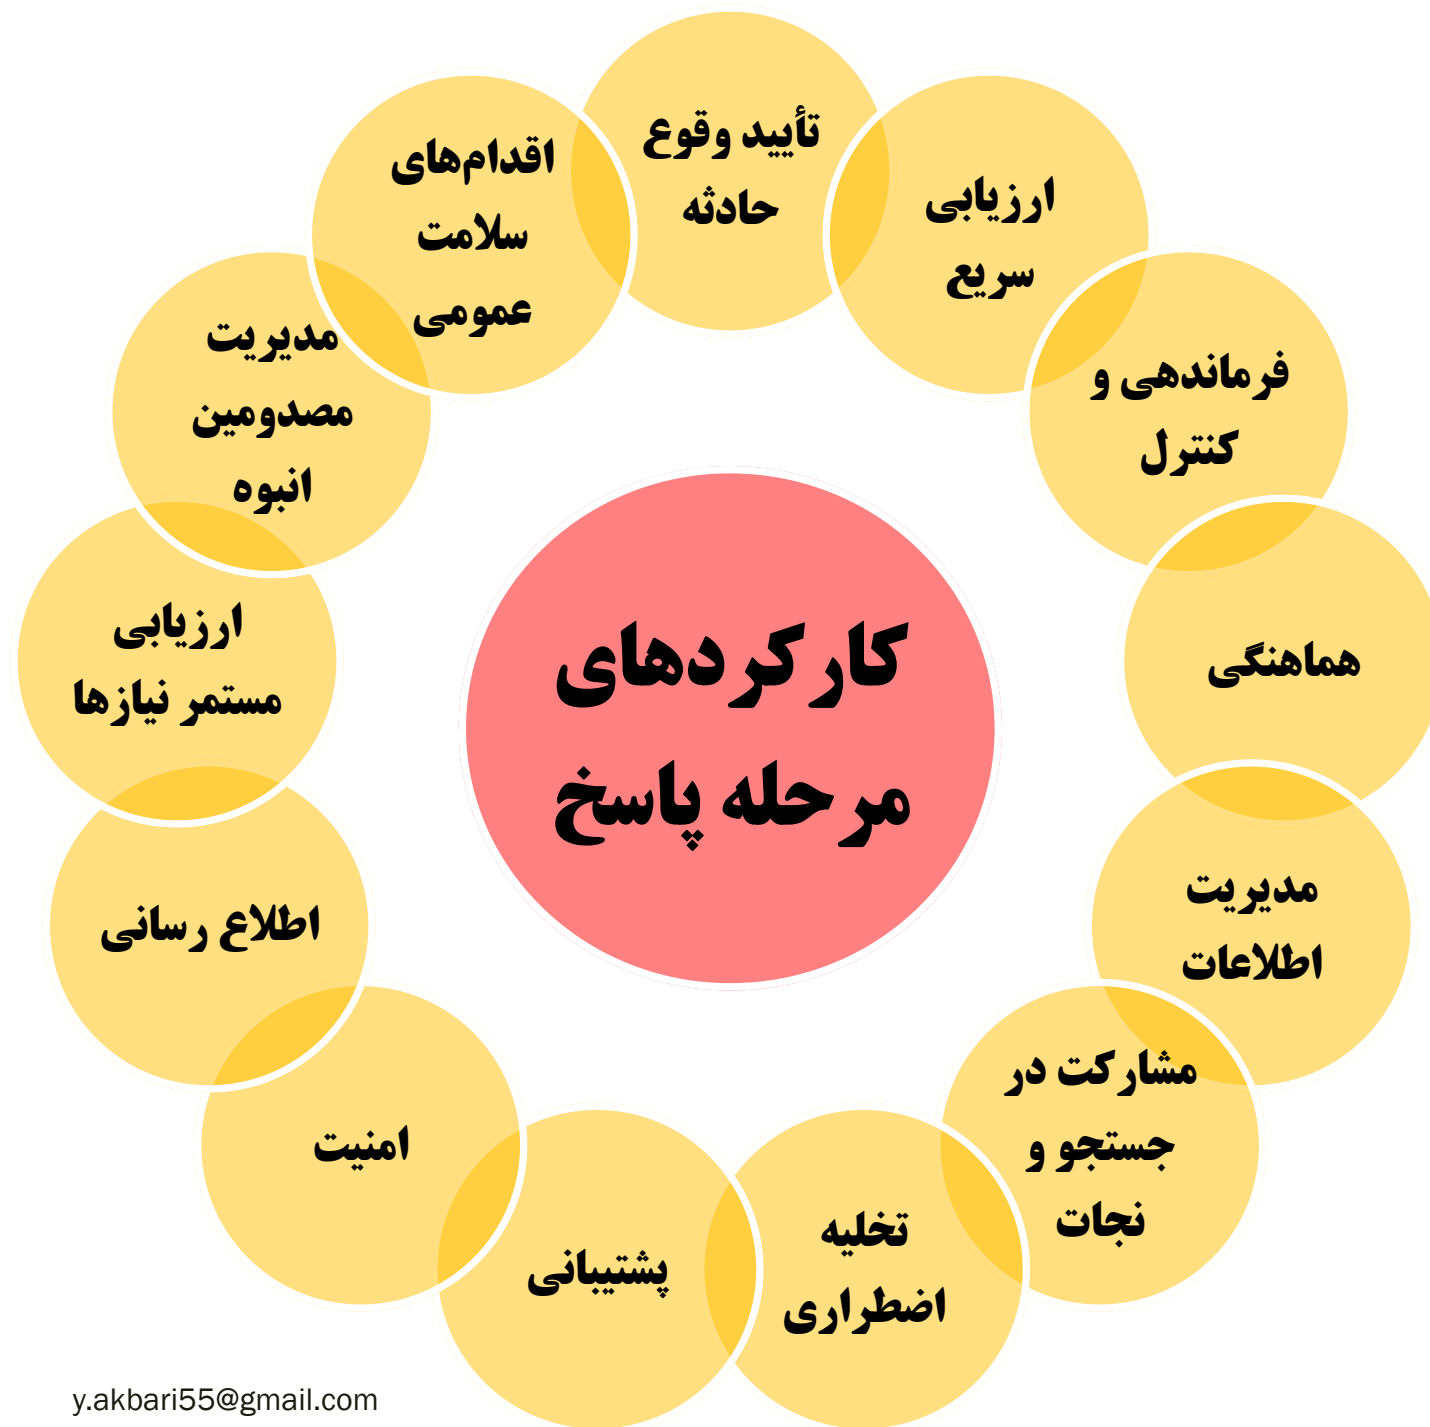 کارکردهای
مرحله پاسخ
تأیید وقوع
حادثه
ارزیابی
سریع
فرماندهی و
کنترل
هماهنگی
مدیریت
اطلاعات
مشارکت در
جستجو و
نجات
تخلیه
اضطراری
پشتیبانی
امنیت
اطلاع رسانی
ارزیابی
مستمر نیازها
مدیریت
مصدومین
انبوه
اقدام‌های
سلامت
عمومی
y.akbari55@gmail.com